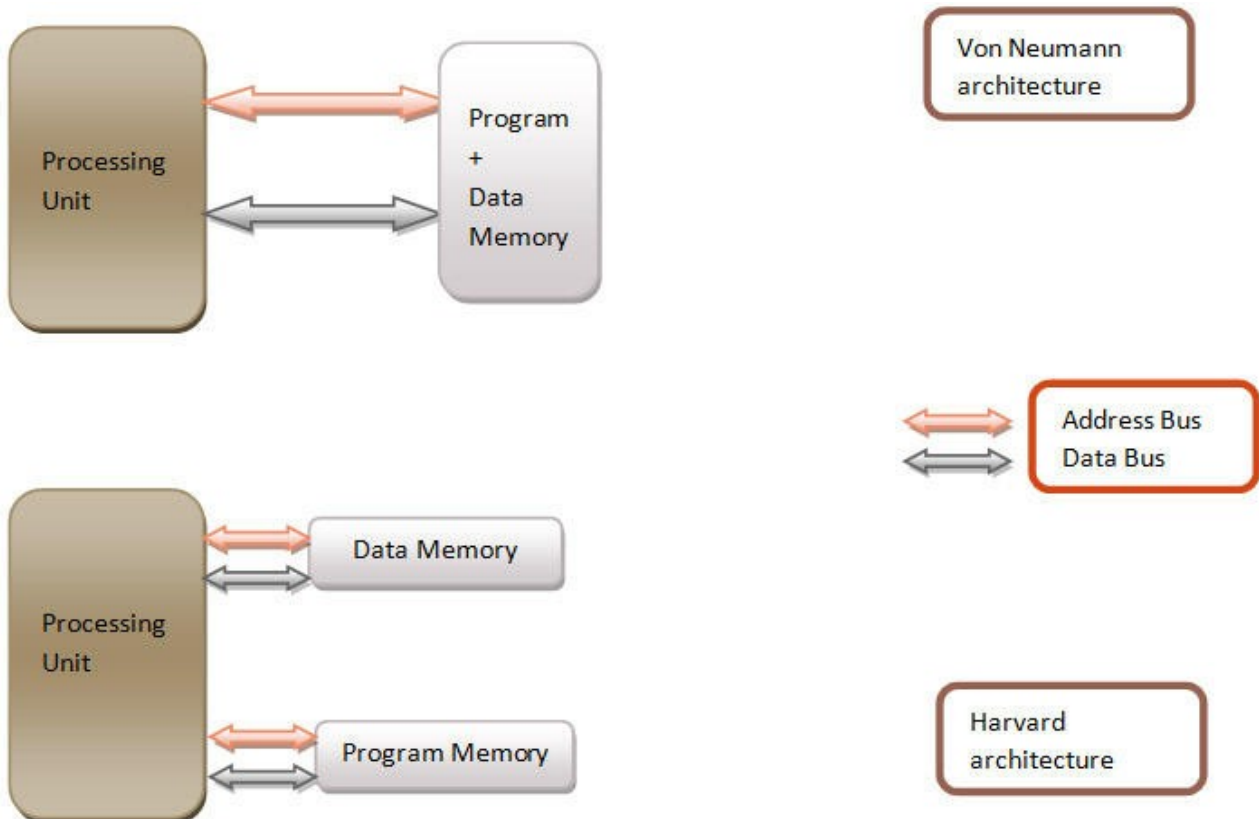 Von Neumann
architecture
Processing
Unit
Program
+
Data
Memory
Address Bus
Data Bus
Processing
Unit
Data Memory
Program Memory
Harvard
architecture